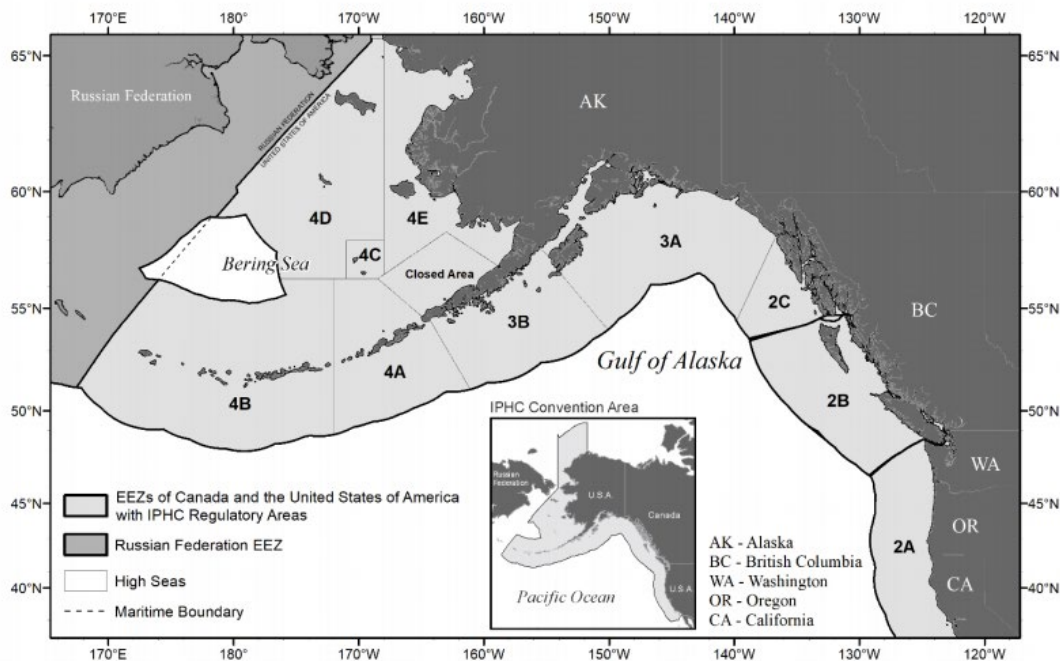 170°E 180° 170°W 160°W 150°W 140°W 130°W 120°W
65°N 65°N
Russian Federation
RUSSIAN FEDERATION
UNITED STATES OF AMERICA
AK
60°N 60°N
4D 4E
3A
4C
Bering Sea
Closed Area
2C
55°N 55°N
3B
BC
Gulf of Alaska
4A
4B
2B
50°N 50°N
WA
IPHC Convention Area
Russian
Federation
U.S.A.
Canada
U.S.A.
Pacific Ocean
EEZs of Canada and the United States of America
with IPHC Regulatory Areas
Russian Federation EEZ
High Seas
Maritime Boundary
45°N 45°N
OR
2A
AK - Alaska
BC - British Columbia
WA - Washington
OR - Oregon
CA - California
CA
40°N 40°N
170°E 180° 170°W 160°W 150°W 140°W 130°W 120°W